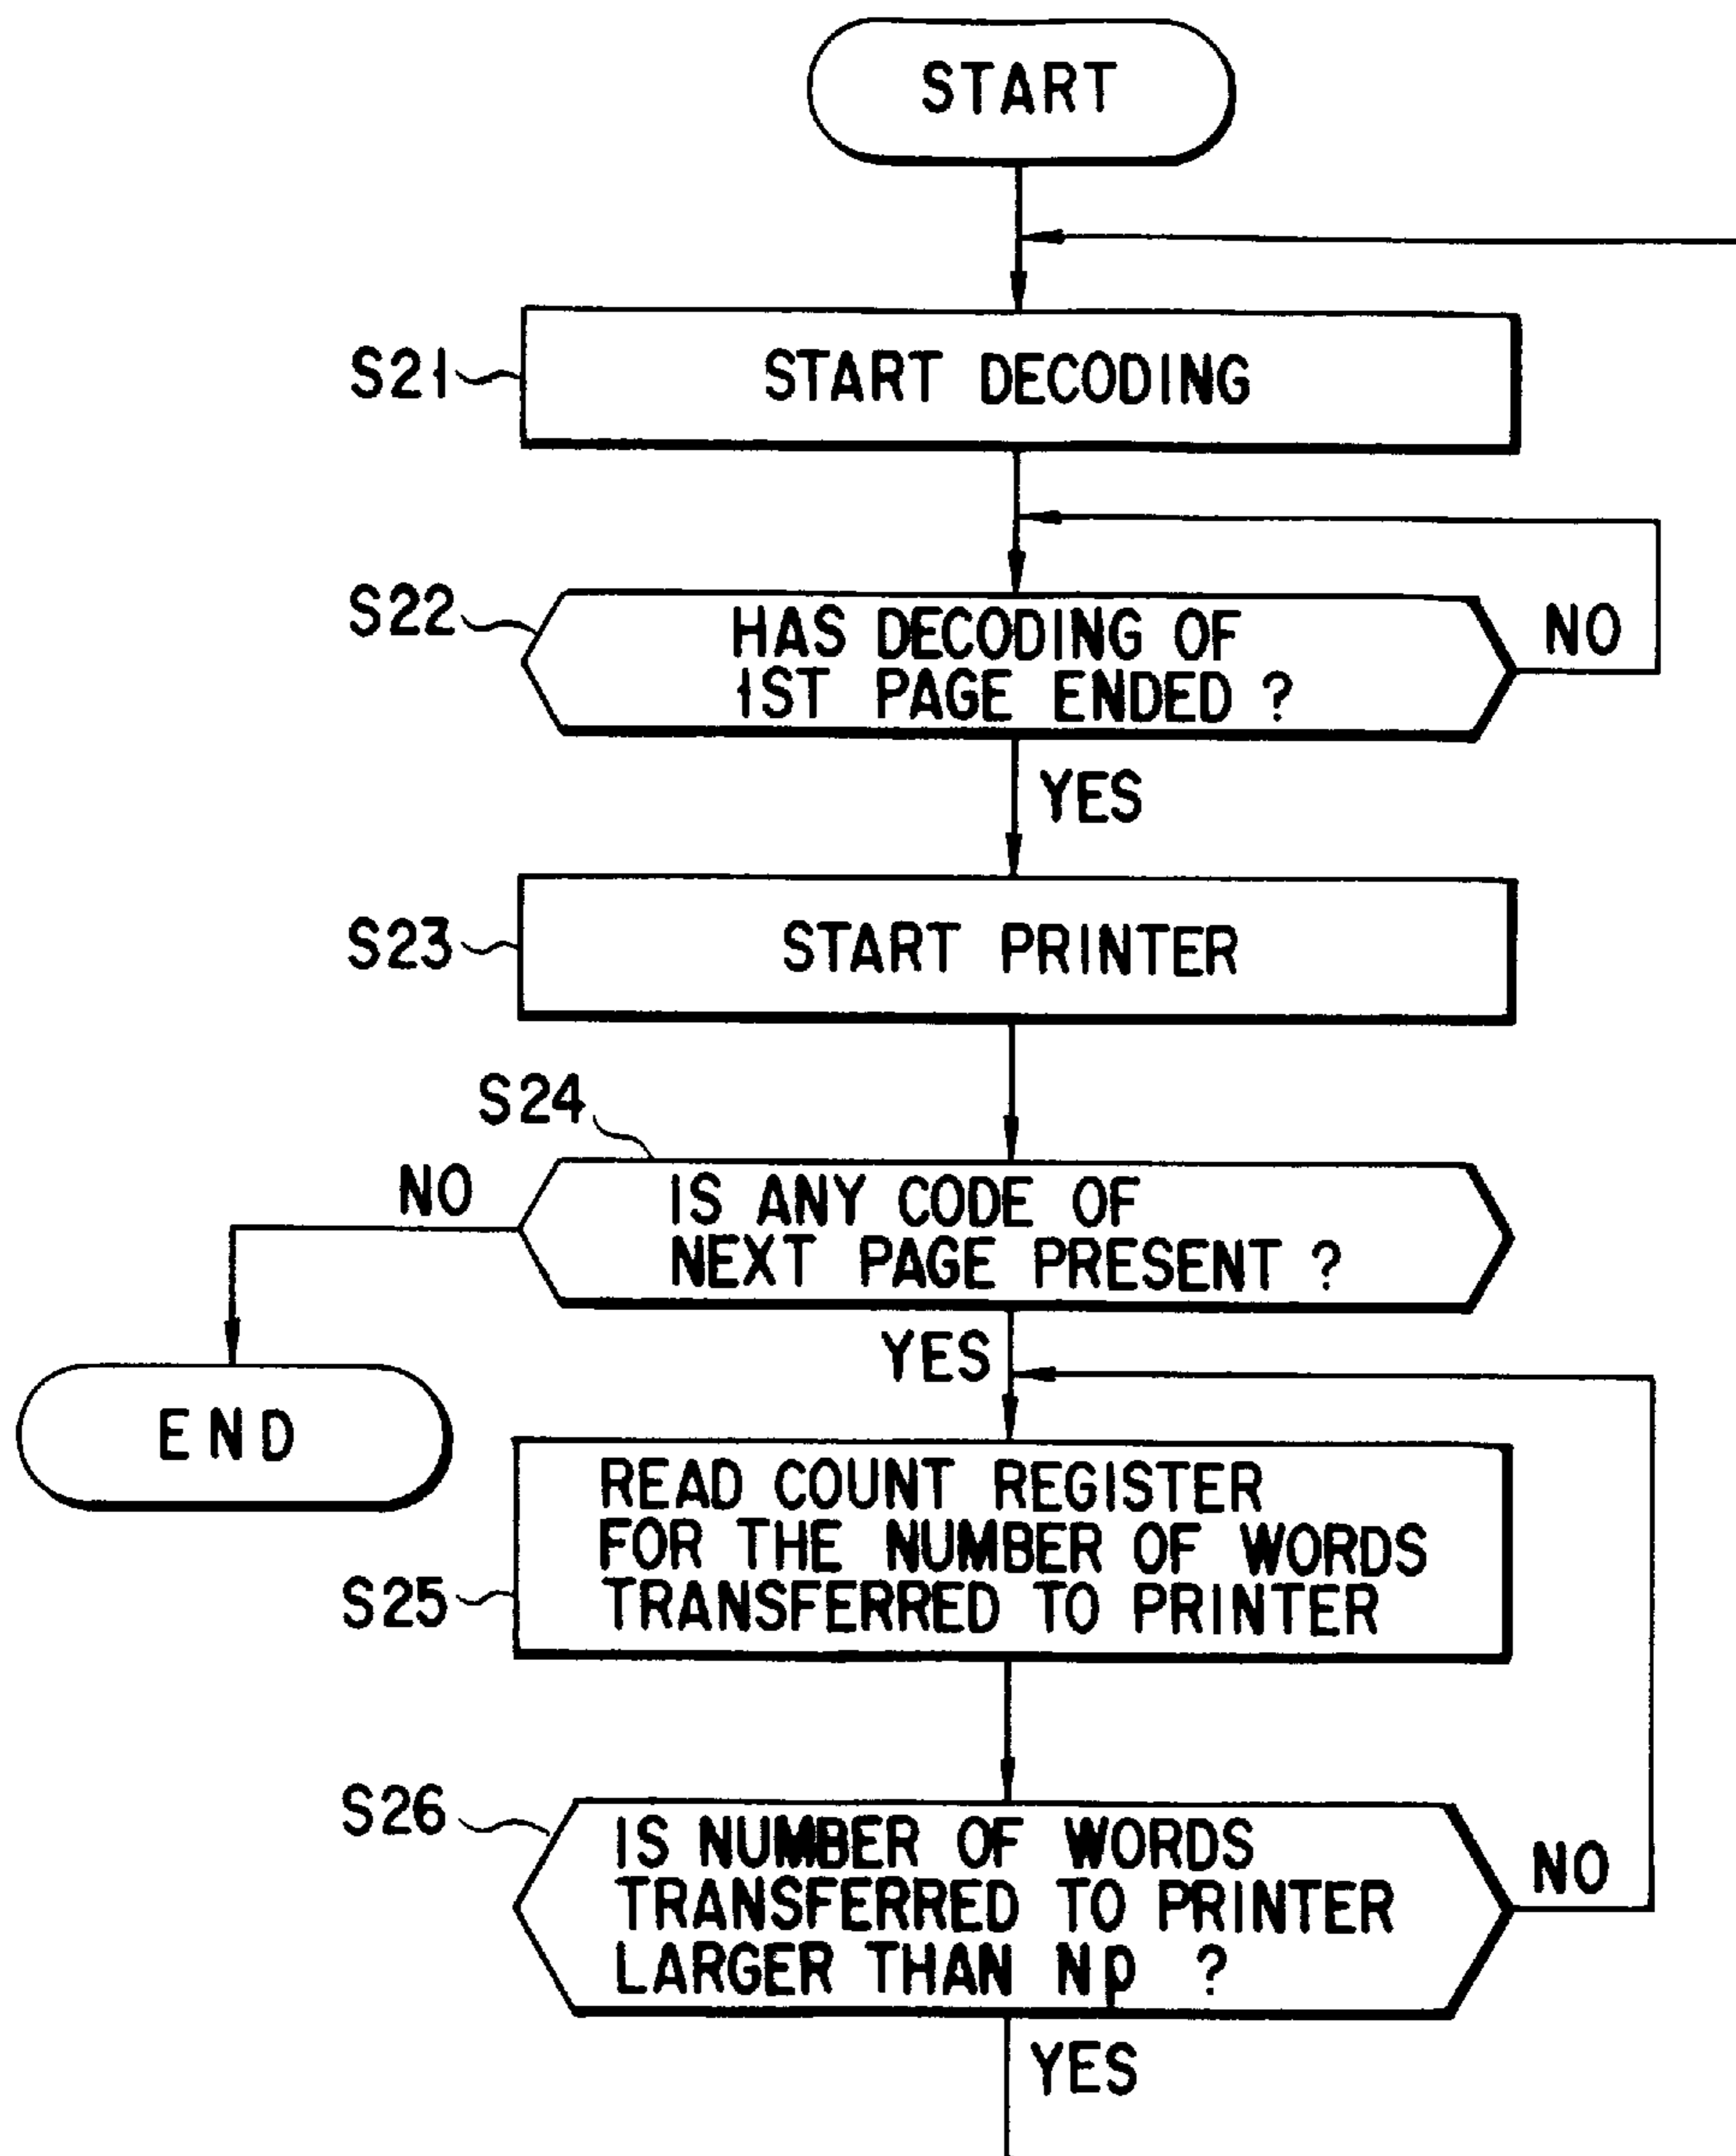 START
S21
START DECODING
S22
HAS DECODING OF
1ST PAGE ENDED ?
NO
YES
S23
START PRINTER
S24
NO
IS ANY CODE OF
NEXT PAGE PRESENT ?
YES
END
S25
READ COUNT REGISTER
FOR THE NUMBER OF WORDS
TRANSFERRED TO PRINTER
S26
IS NUMBER OF WORDS
TRANSFERRED TO PRINTER
LARGER THAN Np ?
NO
YES